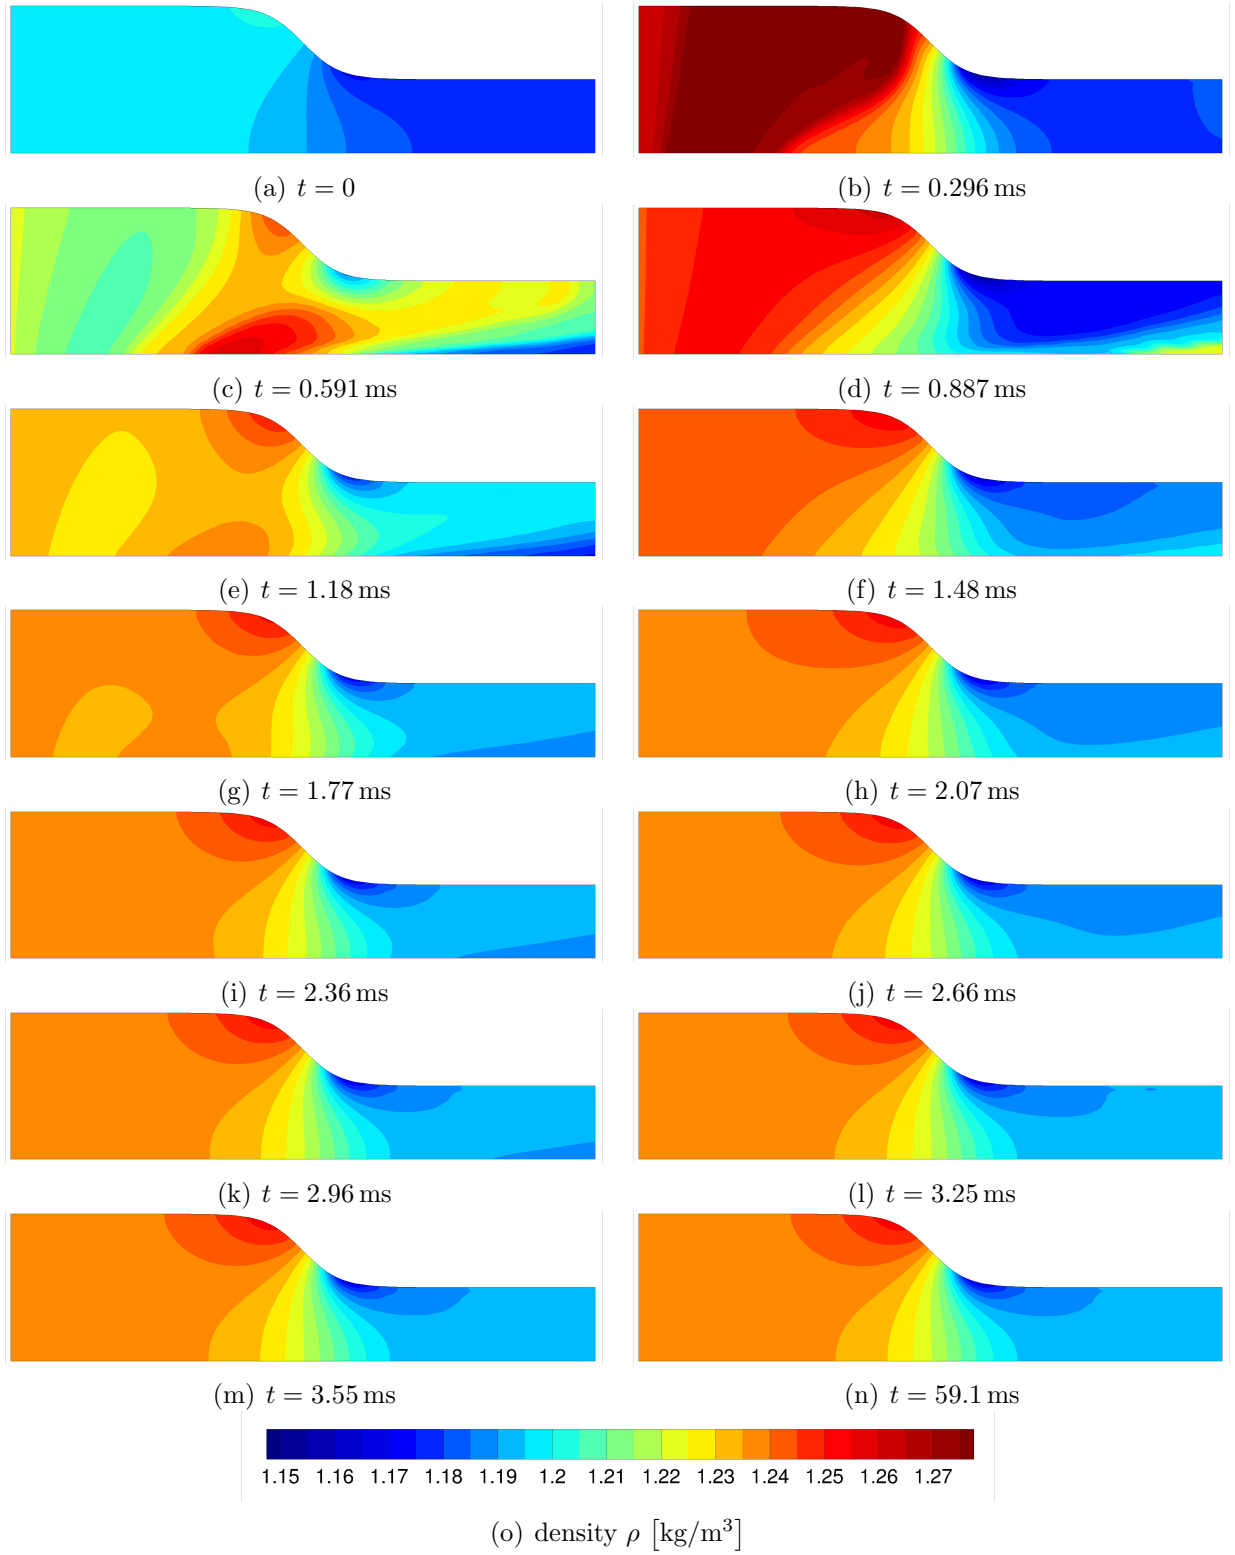 (a) t = 0
(b) t = 0.296 ms
(c) t = 0.591 ms
(d) t = 0.887 ms
(e) t = 1.18 ms
(f) t = 1.48 ms
(g) t = 1.77 ms
(h) t = 2.07 ms
(i) t = 2.36 ms
(j) t = 2.66 ms
(k) t = 2.96 ms
(l) t = 3.25 ms
(m) t = 3.55 ms
(n) t = 59.1 ms
1.15 1.16 1.17 1.18 1.19 1.2 1.21 1.22 1.23 1.24 1.25 1.26 1.27
(o) density ρ [kg/m³]